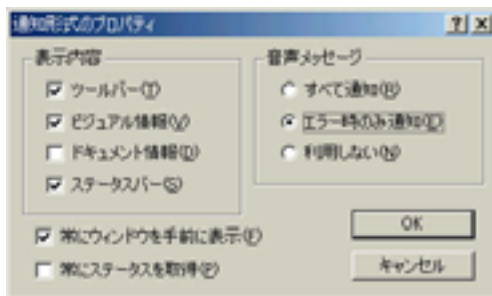 通知形式のプロパティ
表示内容
ツールバー(T)
ビジュアル情報(V)
ドキュメント情報(D)
ステータスバー(S)
常にウィンドウを手前に表示(F)
常にステータスを取得(P)
音声メッセージ
すべて通知(R)
エラー時のみ通知(E)
利用しない(N)
OK
キャンセル